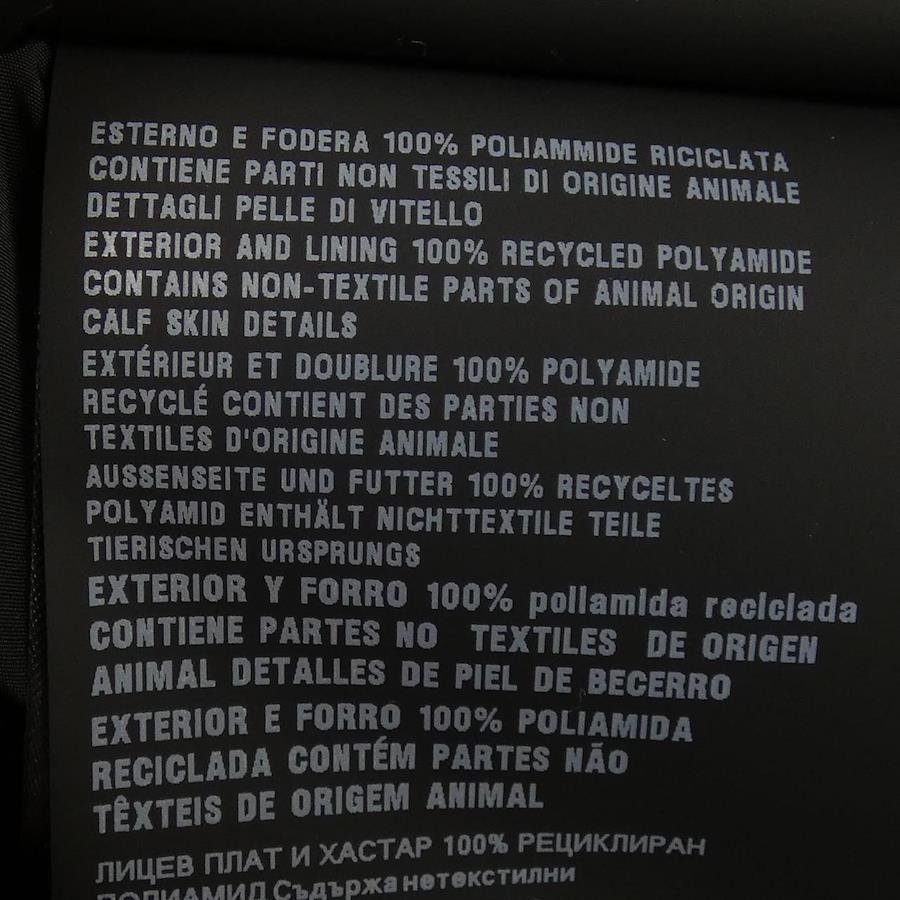 ESTERNO E FODERA 100% POLIAMMIDE RICICLATA
CONTIENE PARTI NON TESSILI DI ORIGINE ANIMALE
DETTAGLI PELLE DI VITELLO
EXTERIOR AND LINING 100% RECYCLED POLYAMIDE
CONTAINS NON-TEXTILE PARTS OF ANIMAL ORIGIN
CALF SKIN DETAILS
EXTÉRIEUR ET DOUBLURE 100% POLYAMIDE
RECYCLÉ CONTIENT DES PARTIES NON
TEXTILES D'ORIGINE ANIMALE
AUSSENSEITE UND FUTTER 100% RECYCELTES
POLYAMID ENTHÄLT NICHTTEXTILE TEILE
TIERISCHEN URSPRUNGS
EXTERIOR Y FORRO 100% poliamida reciclada
CONTIENE PARTES NO TEXTILES DE ORIGEN
ANIMAL DETALLES DE PIEL DE BECERRO
EXTERIOR E FORRO 100% POLIAMIDA
RECICLADA CONTÉM PARTES NÃO
TÊXTEIS DE ORIGEM ANIMAL
ЛИЦЕВ ПЛАТ И ХАСТАР 100% РЕЦИКЛИРАН
ПОЛИАМИД Съдържа нетекстилни